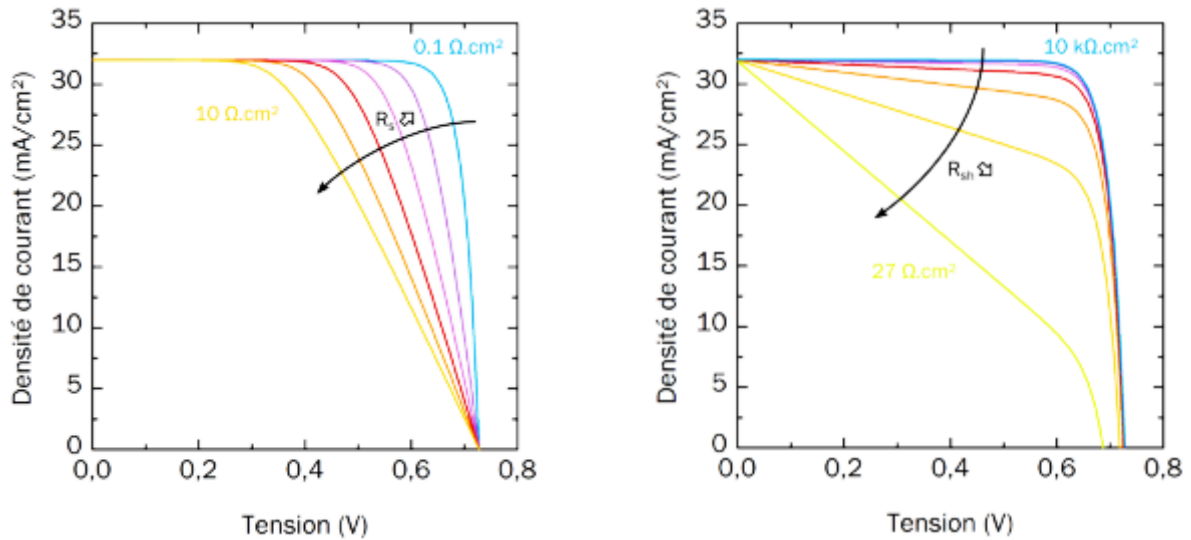 Densité de courant (mA/cm²)
35
30
25
20
15
10
5
0
0.1 Ω.cm²
10 Ω.cm²
Rs ⇗
0,0
0,2
0,4
0,6
0,8
Tension (V)
Densité de courant (mA/cm²)
35
30
25
20
15
10
5
0
10 kΩ.cm²
Rsh ⇘
27 Ω.cm²
0,0
0,2
0,4
0,6
0,8
Tension (V)